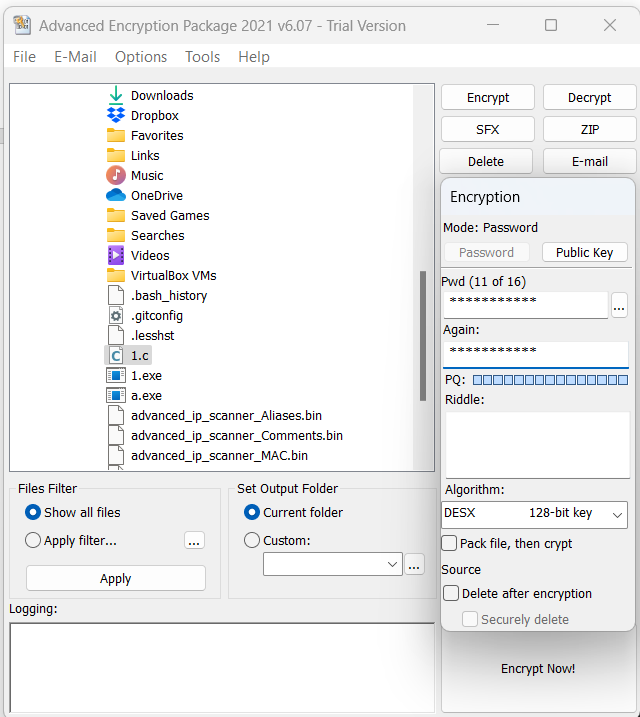 Advanced Encryption Package 2021 v6.07 - Trial Version
File E-Mail Options Tools Help
Downloads
Dropbox
Favorites
Links
Music
OneDrive
Saved Games
Searches
Videos
VirtualBox VMs
.bash_history
.gitconfig
.lesshst
1.c
1.exe
a.exe
advanced_ip_scanner_Aliases.bin
advanced_ip_scanner_Comments.bin
advanced_ip_scanner_MAC.bin
Encrypt Decrypt
SFX ZIP
Delete E-mail
Encryption
Mode: Password
Password Public Key
Pwd (11 of 16)
*********** ...
Again:
***********
PQ:
Riddle:
Algorithm:
DESX 128-bit key
Pack file, then crypt
Source
Delete after encryption
Securely delete
Files Filter
Show all files
Apply filter... ...
Apply
Set Output Folder
Current folder
Custom:
...
Logging:
Encrypt Now!